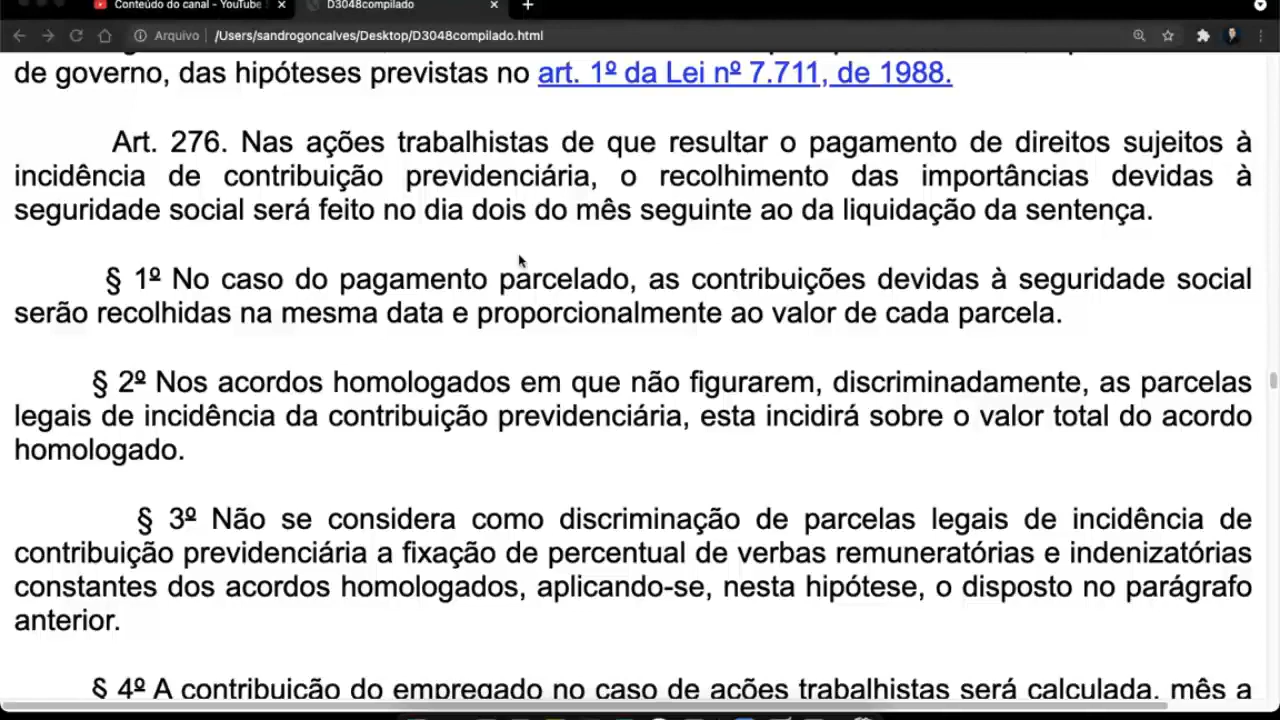 Conteúdo do canal - YouTube
D3048compilado
Arquivo /Users/sandrogoncalves/Desktop/D3048compilado.html
de governo, das hipóteses previstas no art. 1º da Lei nº 7.711, de 1988.
Art. 276. Nas ações trabalhistas de que resultar o pagamento de direitos sujeitos à
incidência de contribuição previdenciária, o recolhimento das importâncias devidas à
seguridade social será feito no dia dois do mês seguinte ao da liquidação da sentença.
§ 1º No caso do pagamento parcelado, as contribuições devidas à seguridade social
serão recolhidas na mesma data e proporcionalmente ao valor de cada parcela.
§ 2º Nos acordos homologados em que não figurarem, discriminadamente, as parcelas
legais de incidência da contribuição previdenciária, esta incidirá sobre o valor total do acordo
homologado.
§ 3º Não se considera como discriminação de parcelas legais de incidência de
contribuição previdenciária a fixação de percentual de verbas remuneratórias e indenizatórias
constantes dos acordos homologados, aplicando-se, nesta hipótese, o disposto no parágrafo
anterior.
§ 4º A contribuição do empregado no caso de ações trabalhistas será calculada, mês a